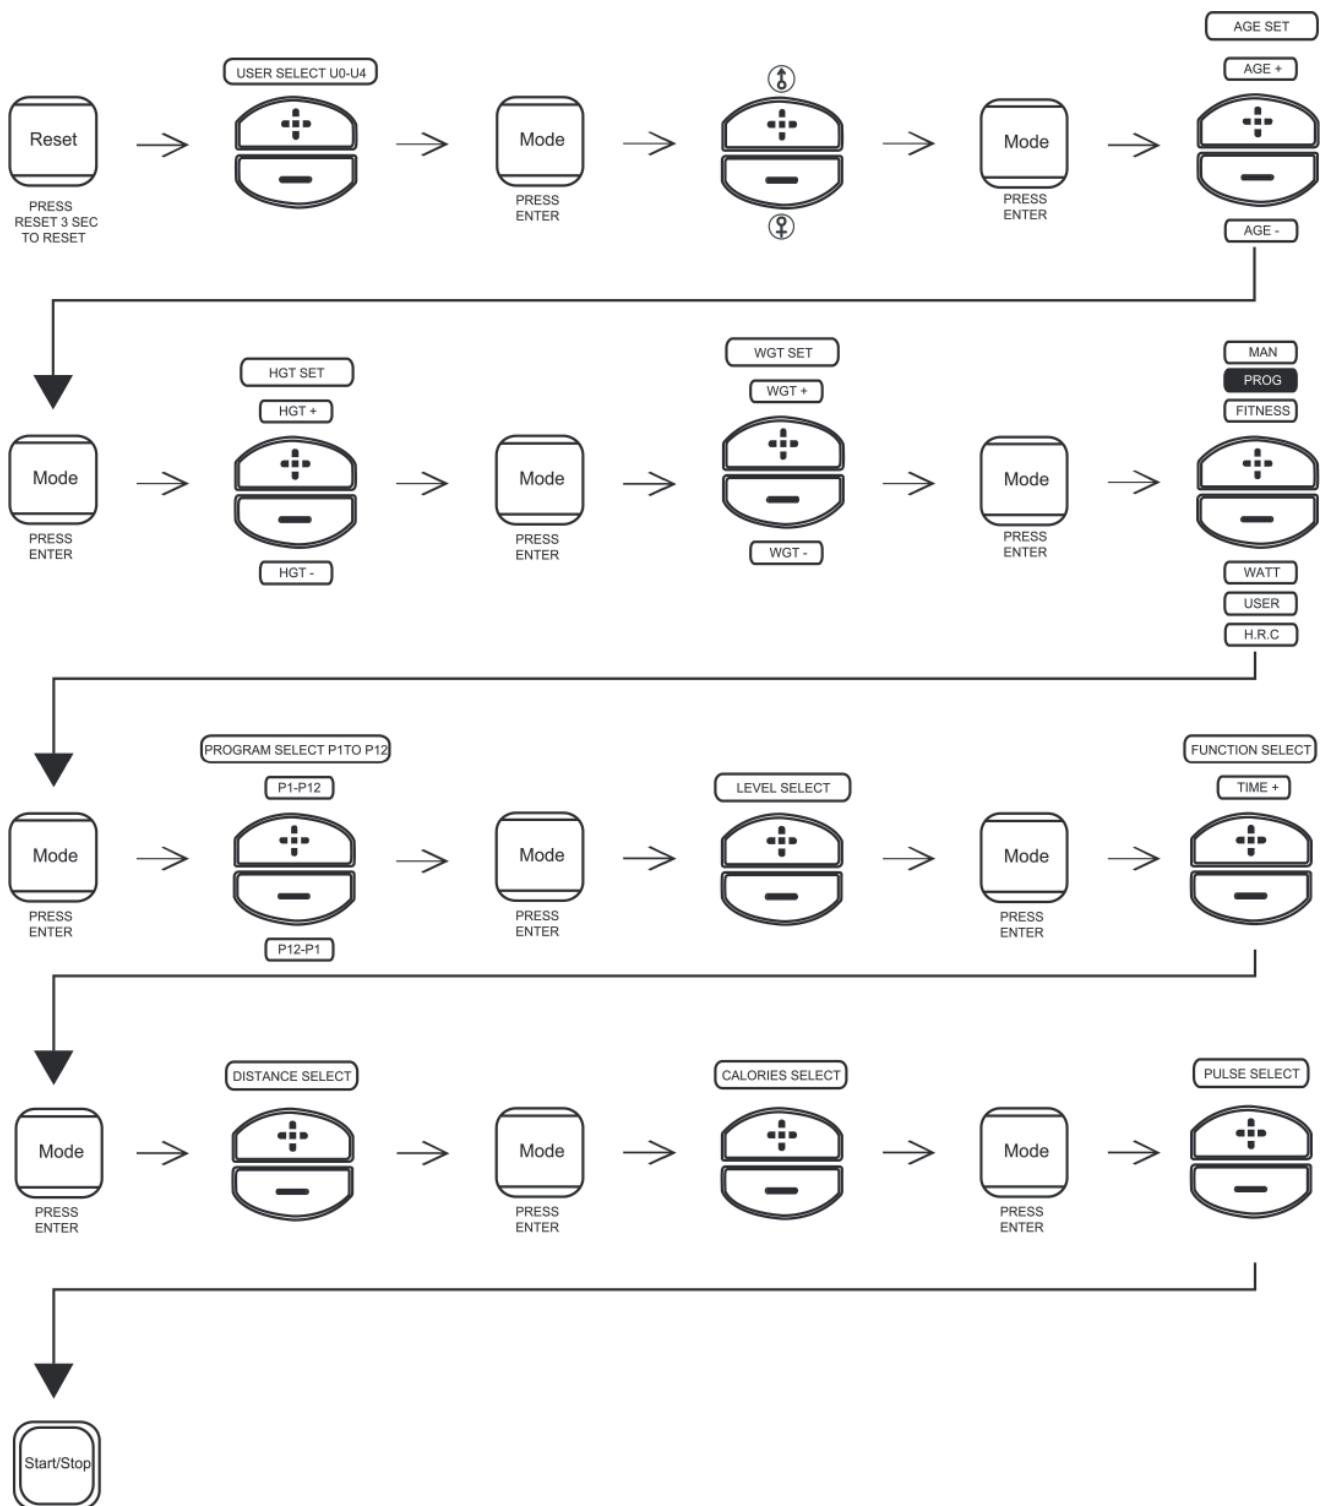 AGE SET
USER SELECT U0-U4
AGE +
Reset
Mode
Mode
PRESS
RESET 3 SEC
TO RESET
PRESS
ENTER
PRESS
ENTER
AGE -
HGT SET
WGT SET
MAN
PROG
HGT +
WGT +
FITNESS
Mode
Mode
Mode
PRESS
ENTER
PRESS
ENTER
PRESS
ENTER
HGT -
WGT -
WATT
USER
H.R.C
PROGRAM SELECT P1TO P12
FUNCTION SELECT
P1-P12
LEVEL SELECT
TIME +
Mode
Mode
Mode
PRESS
ENTER
PRESS
ENTER
PRESS
ENTER
P12-P1
DISTANCE SELECT
CALORIES SELECT
PULSE SELECT
Mode
Mode
Mode
PRESS
ENTER
PRESS
ENTER
PRESS
ENTER
Start/Stop